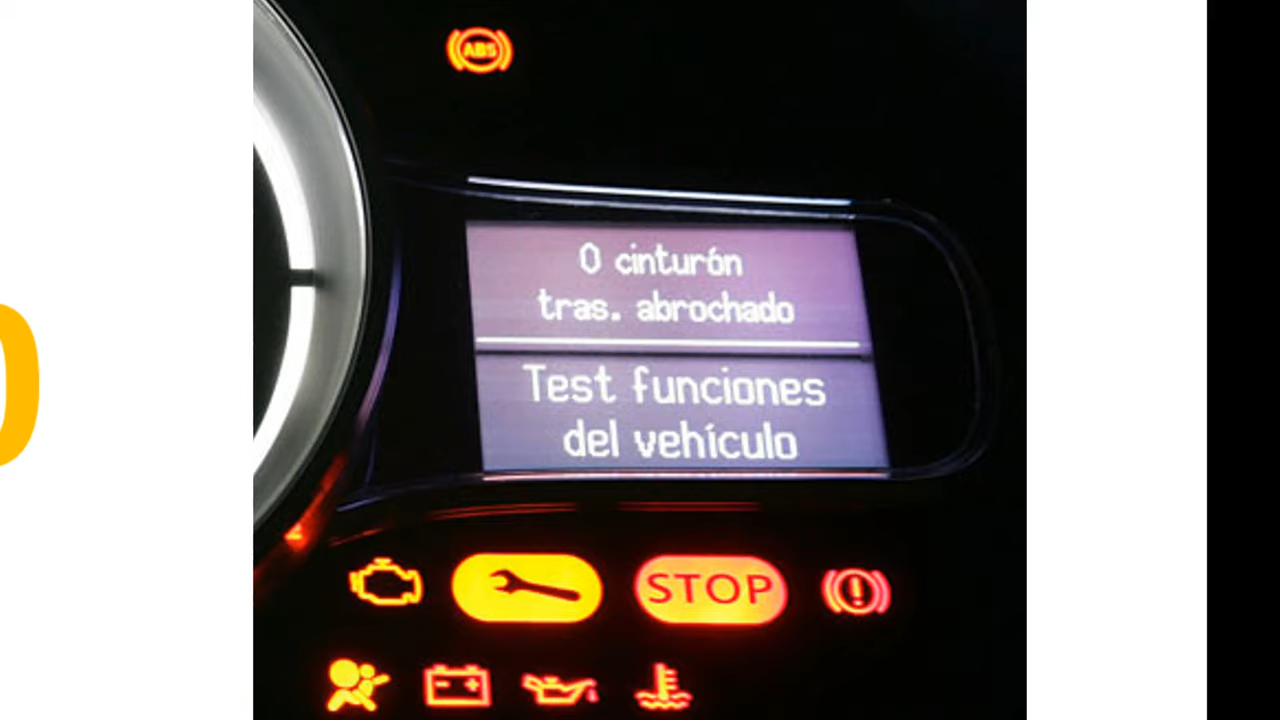 ABS
0 cinturón
tras. abrochado
Test funciones
del vehículo
STOP